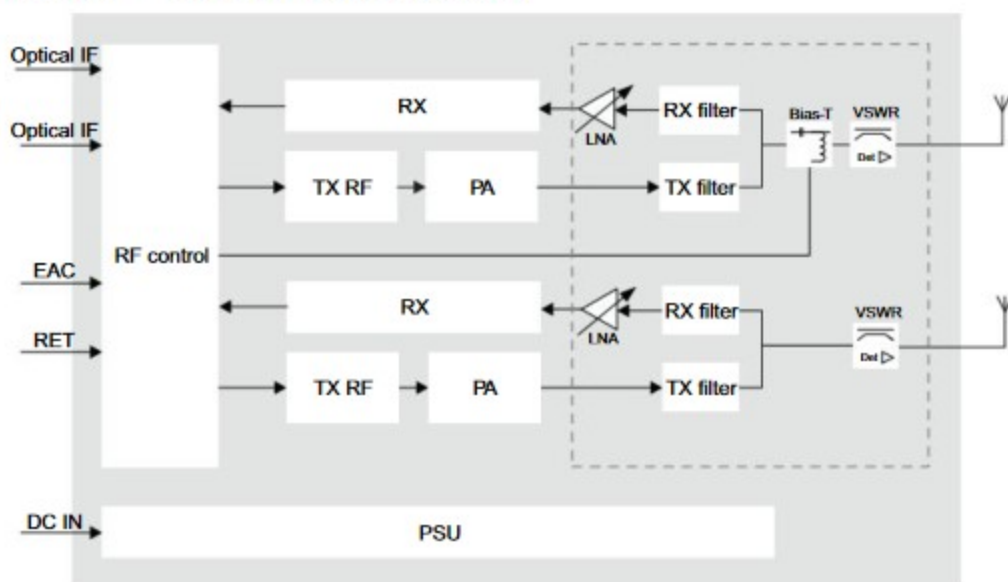 Optical IF
Optical IF
EAC
RET
DC IN
RF control
RX
LNA
RX filter
Bias-T
VSWR
Det
TX RF
PA
TX filter
RX
LNA
RX filter
VSWR
Det
TX RF
PA
TX filter
PSU